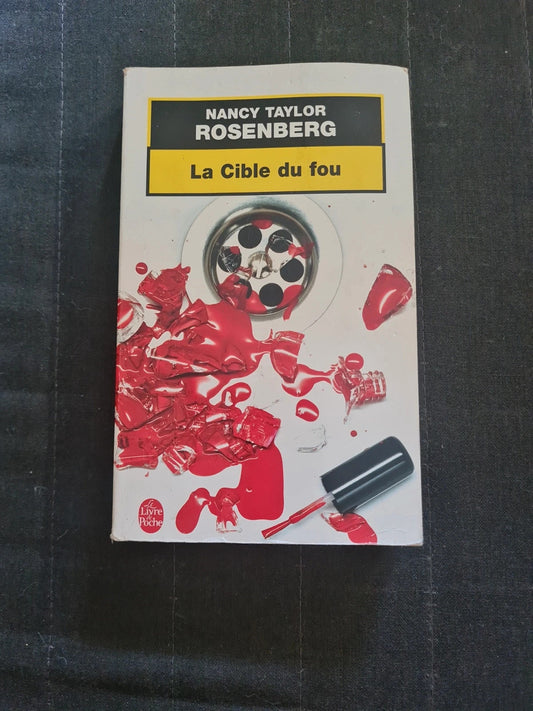 NANCY TAYLOR
ROSENBERG
La Cible du fou
Le
Livre
de
Poche